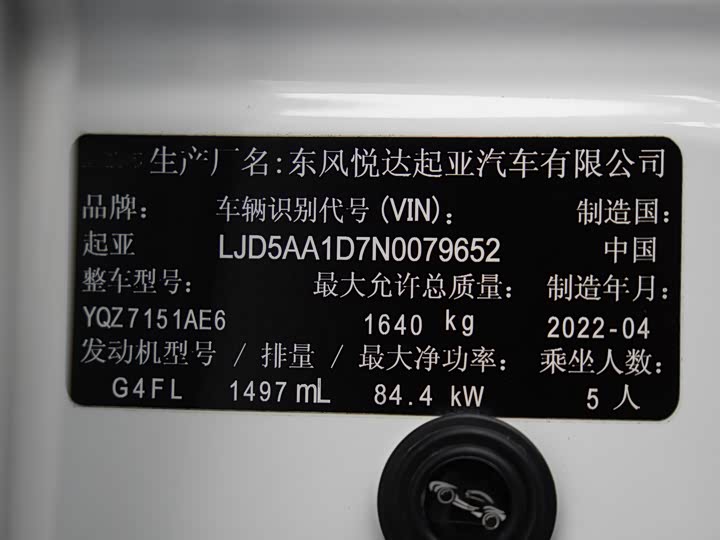 生产厂名:东风悦达起亚汽车有限公司
品牌: 车辆识别代号(VIN): 制造国:
起亚 LJD5AA1D7N0079652 中国
整车型号: 最大允许总质量: 制造年月:
YQZ7151AE6 1640 kg 2022-04
发动机型号 / 排量 / 最大净功率: 乘坐人数:
G4FL 1497 mL 84.4 kW 5 人